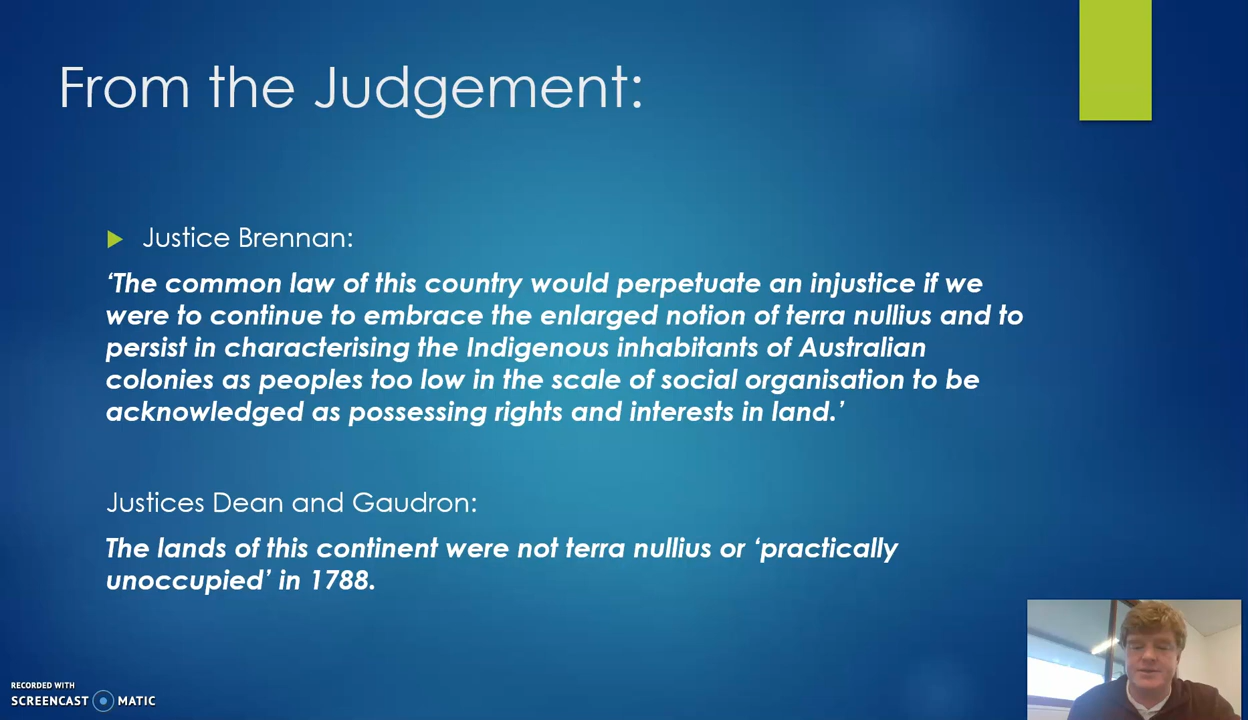 From the Judgement:
Justice Brennan:
‘The common law of this country would perpetuate an injustice if we
were to continue to embrace the enlarged notion of terra nullius and to
persist in characterising the Indigenous inhabitants of Australian
colonies as peoples too low in the scale of social organisation to be
acknowledged as possessing rights and interests in land.’
Justices Dean and Gaudron:
The lands of this continent were not terra nullius or ‘practically
unoccupied’ in 1788.
RECORDED WITH
SCREENCAST MATIC